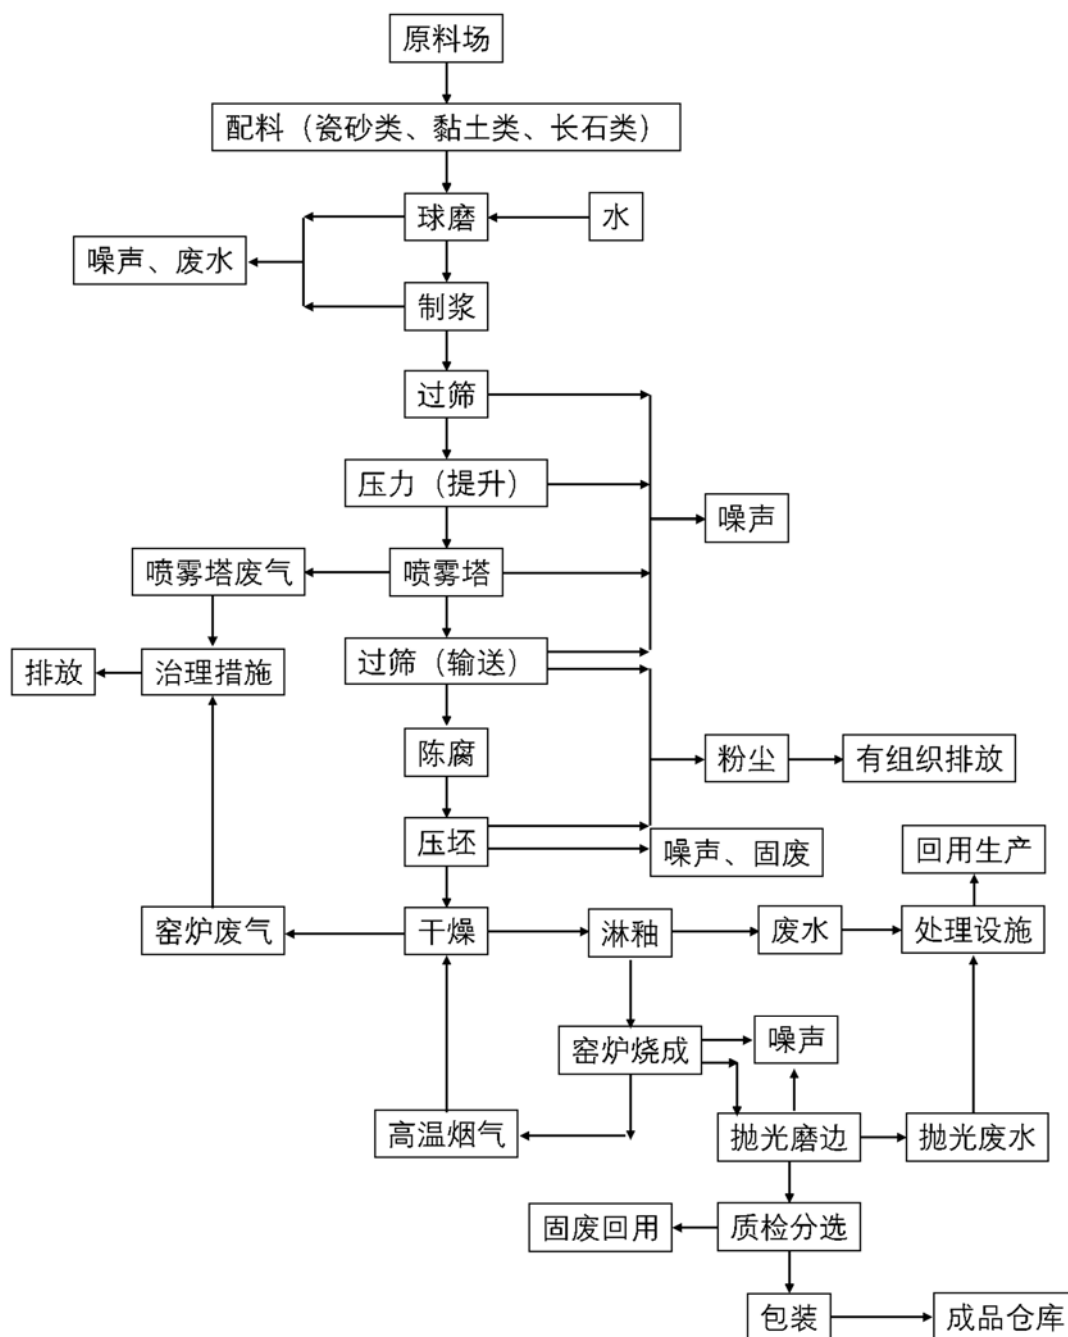 原料场
配料（瓷砂类、黏土类、长石类）
球磨
水
噪声、废水
制浆
过筛
压力（提升）
噪声
喷雾塔废气
喷雾塔
排放
治理措施
过筛（输送）
陈腐
粉尘
有组织排放
压坯
噪声、固废
回用生产
窑炉废气
干燥
淋釉
废水
处理设施
窑炉烧成
噪声
高温烟气
抛光磨边
抛光废水
固废回用
质检分选
包装
成品仓库